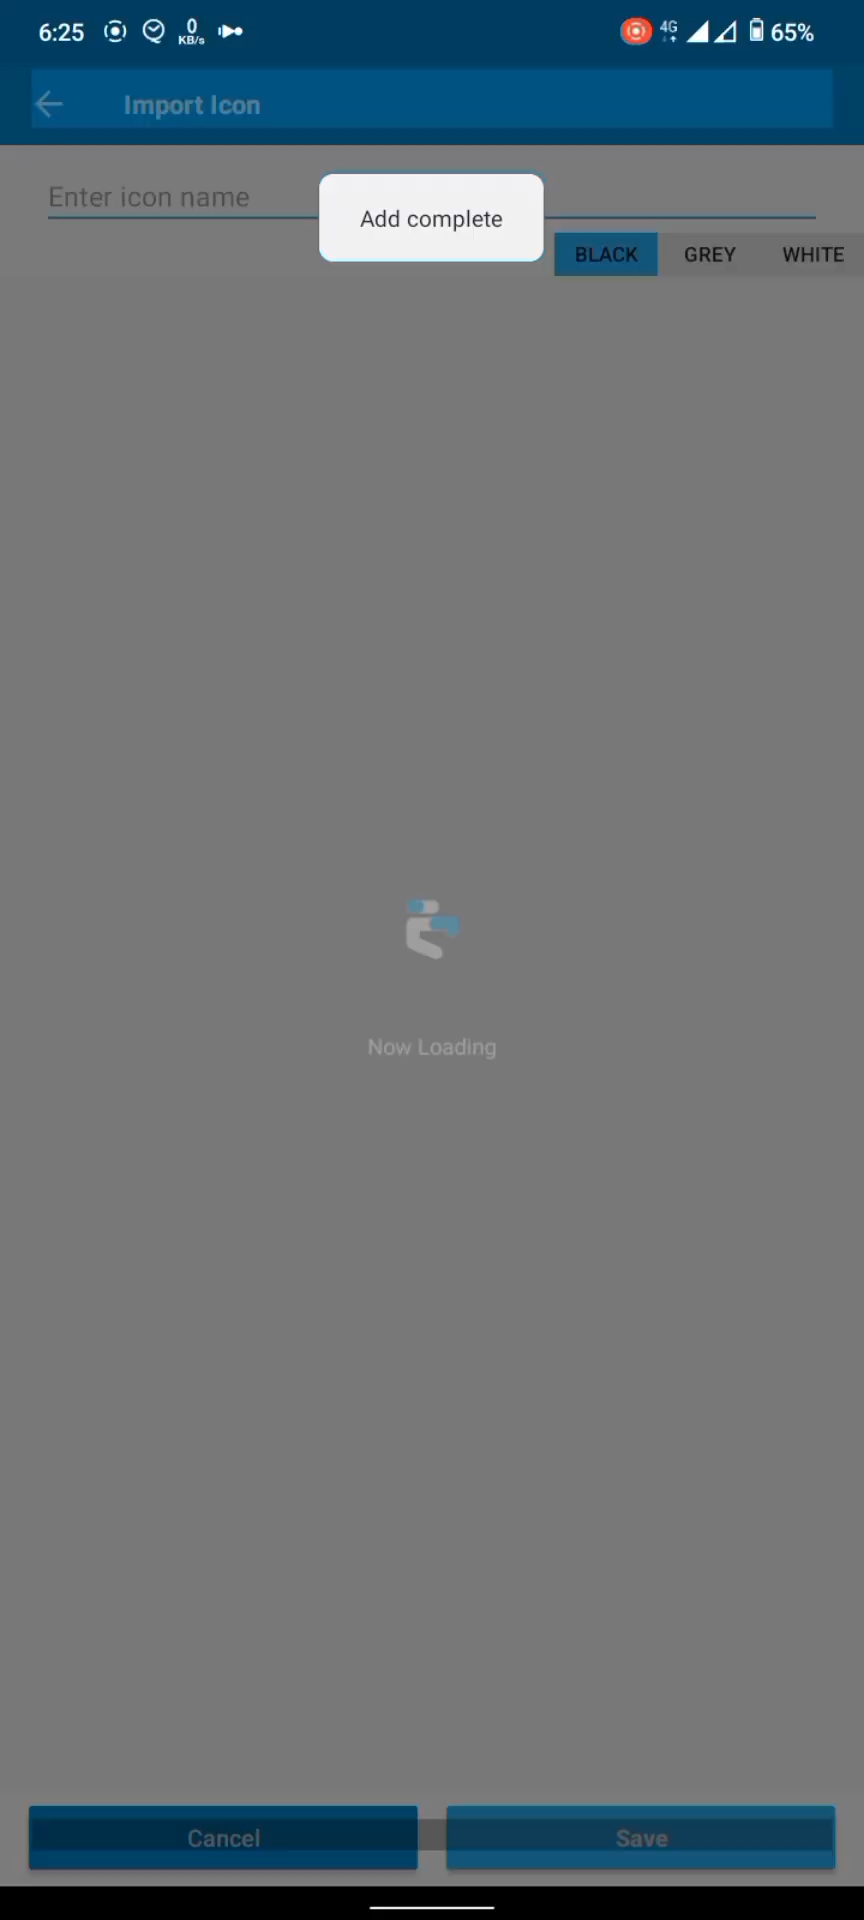 6:25 0 KB/s 4G 65%
Import Icon
Enter icon name
Add complete
BLACK GREY WHITE
Now Loading
Cancel Save